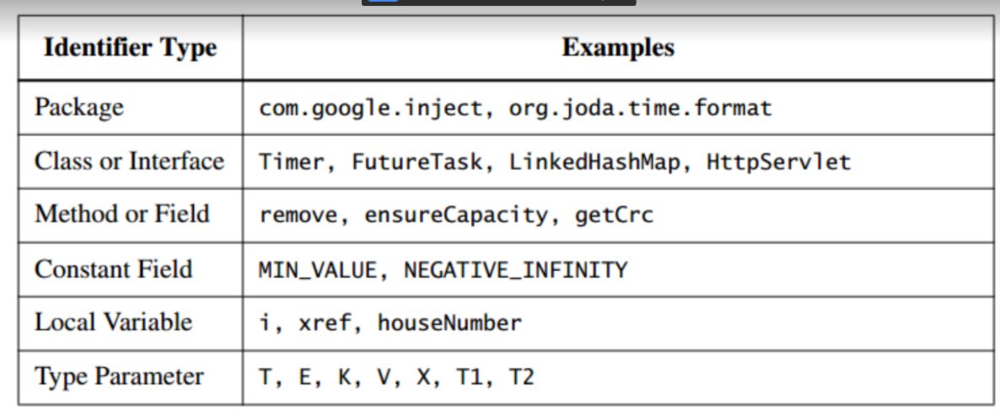 Identifier Type Examples
Package com.google.inject, org.joda.time.format
Class or Interface Timer, FutureTask, LinkedHashMap, HttpServlet
Method or Field remove, ensureCapacity, getCrc
Constant Field MIN_VALUE, NEGATIVE_INFINITY
Local Variable i, xref, houseNumber
Type Parameter T, E, K, V, X, T1, T2